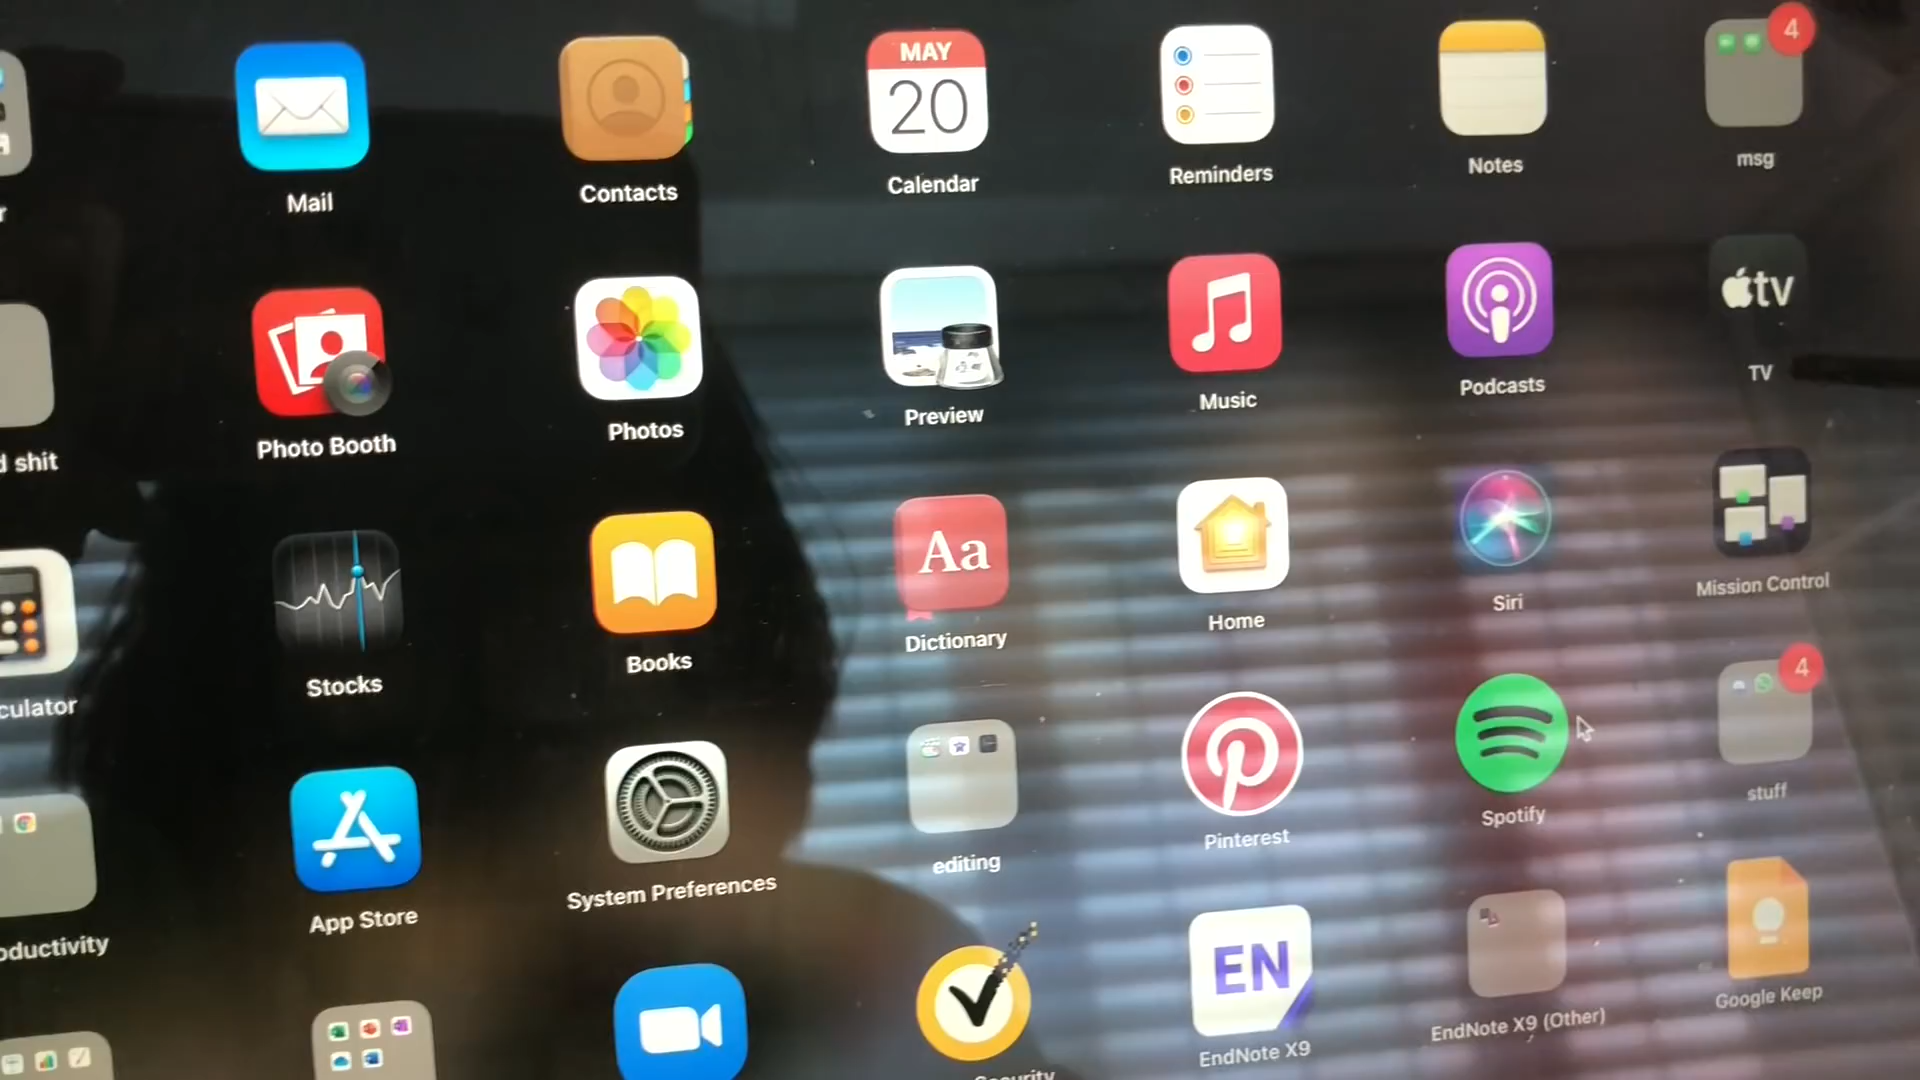 MAY
20
4
r
Mail
Contacts
Calendar
Reminders
Notes
msg
tv
d shit
Photo Booth
Photos
Preview
Music
Podcasts
TV
Aa
culator
Stocks
Books
Dictionary
Home
Siri
Mission Control
4
oductivity
App Store
System Preferences
editing
Pinterest
Spotify
stuff
EN
Security
EndNote X9
EndNote X9 (Other)
Google Keep